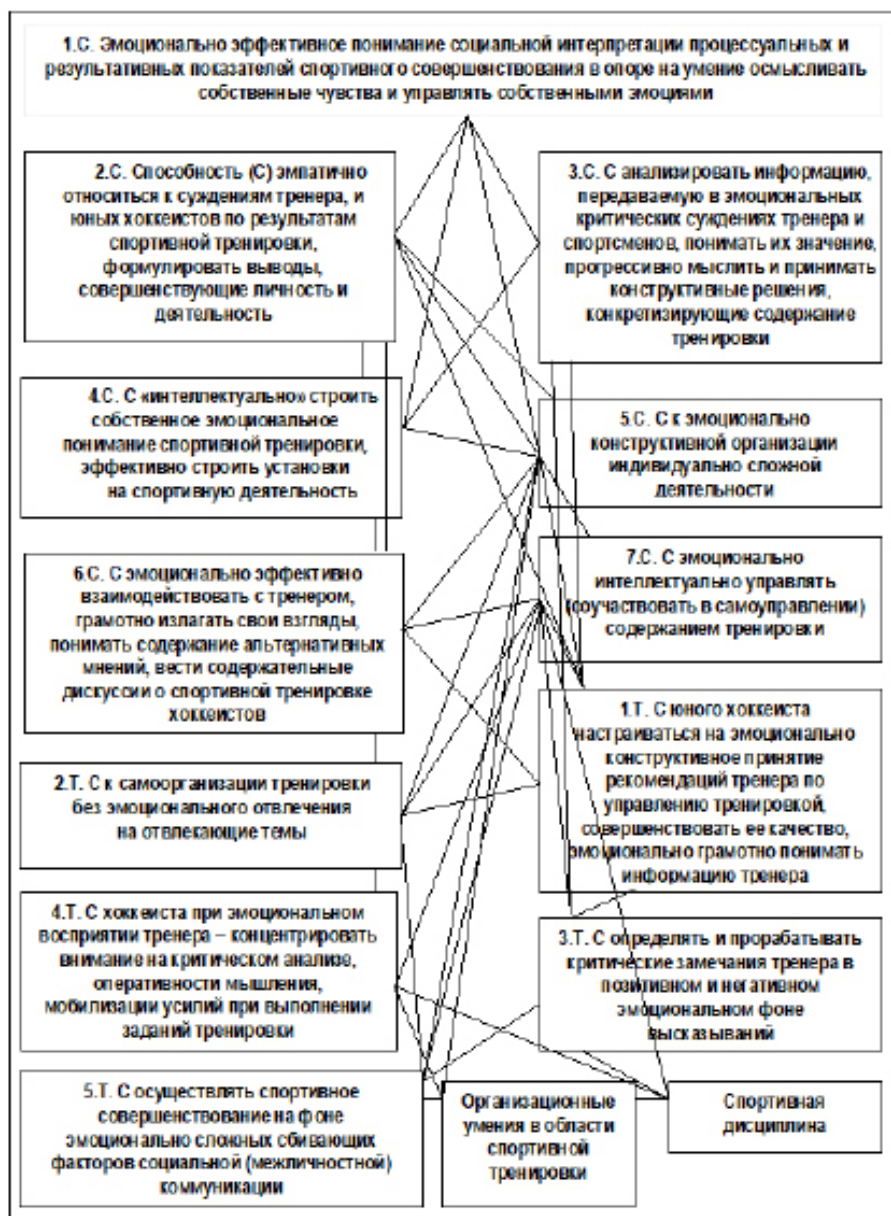 1.С. Эмоционально эффективное понимание социальной интерпретации процессуальных и
результативных показателей спортивного совершенствования в опоре на умение осмысливать
собственные чувства и управлять собственными эмоциями
2.С. Способность (С) эмпатично
относиться к суждениям тренера, и
юных хоккеистов по результатам
спортивной тренировки,
формулировать выводы,
совершенствующие личность и
деятельность
3.С. С анализировать информацию,
передаваемую в эмоциональных
критических суждениях тренера и
спортсменов, понимать их значение,
прогрессивно мыслить и принимать
конструктивные решения,
конкретизирующие содержание
тренировки
4.С. С «интеллектуально» строить
собственное эмоциональное
понимание спортивной тренировки,
эффективно строить установки
на спортивную деятельность
5.С. С к эмоционально
конструктивной организации
индивидуально сложной
деятельности
6.С. С эмоционально эффективно
взаимодействовать с тренером,
грамотно излагать свои взгляды,
понимать содержание альтернативных
мнений, вести содержательные
дискуссии о спортивной тренировке
хоккеистов
7.С. С эмоционально
интеллектуально управлять
(соучаствовать в самоуправлении)
содержанием тренировки
1.Т. С юного хоккеиста
настраиваться на эмоционально
конструктивное принятие
рекомендаций тренера по
управлению тренировкой,
совершенствовать ее качество,
эмоционально грамотно понимать
информацию тренера
2.Т. С к самоорганизации тренировки
без эмоционального отвлечения
на отвлекающие темы
4.Т. С хоккеиста при эмоциональном
восприятии тренера – концентрировать
внимание на критическом анализе,
оперативности мышления,
мобилизации усилий при выполнении
заданий тренировки
3.Т. С определять и прорабатывать
критические замечания тренера в
позитивном и негативном
эмоциональном фоне
высказываний
5.Т. С осуществлять спортивное
совершенствование на фоне
эмоционально сложных сбивающих
факторов социальной (межличностной)
коммуникации
Организационные
умения в области
спортивной
тренировки
Спортивная
дисциплина